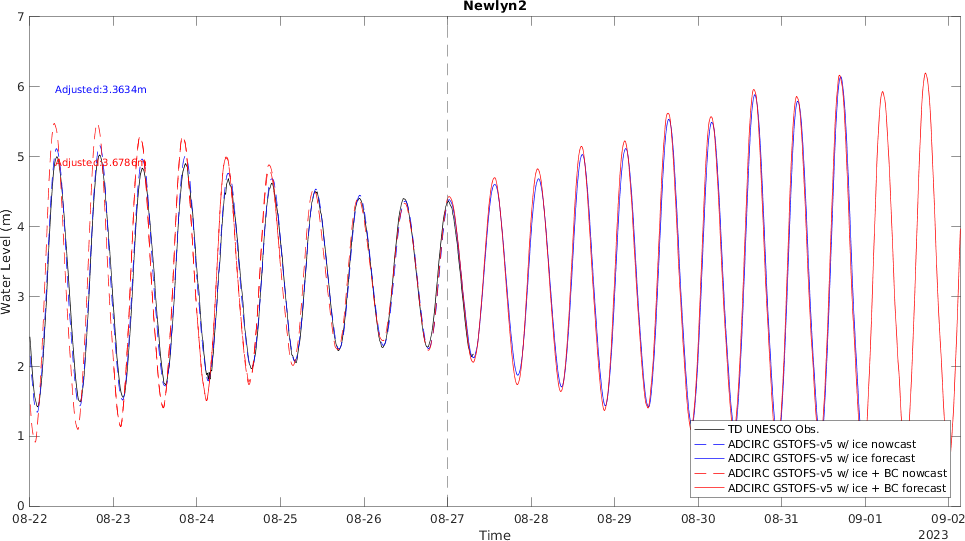 Newlyn2
7
6
5
4
3
2
1
0
Adjusted:3.3634m
Adjusted:3.6786m
Water Level (m)
TD UNESCO Obs.
ADCIRC GSTOFS-v5 w/ ice nowcast
ADCIRC GSTOFS-v5 w/ ice forecast
ADCIRC GSTOFS-v5 w/ ice + BC nowcast
ADCIRC GSTOFS-v5 w/ ice + BC forecast
08-22 08-23 08-24 08-25 08-26 08-27 08-28 08-29 08-30 08-31 09-01 09-02
Time
2023